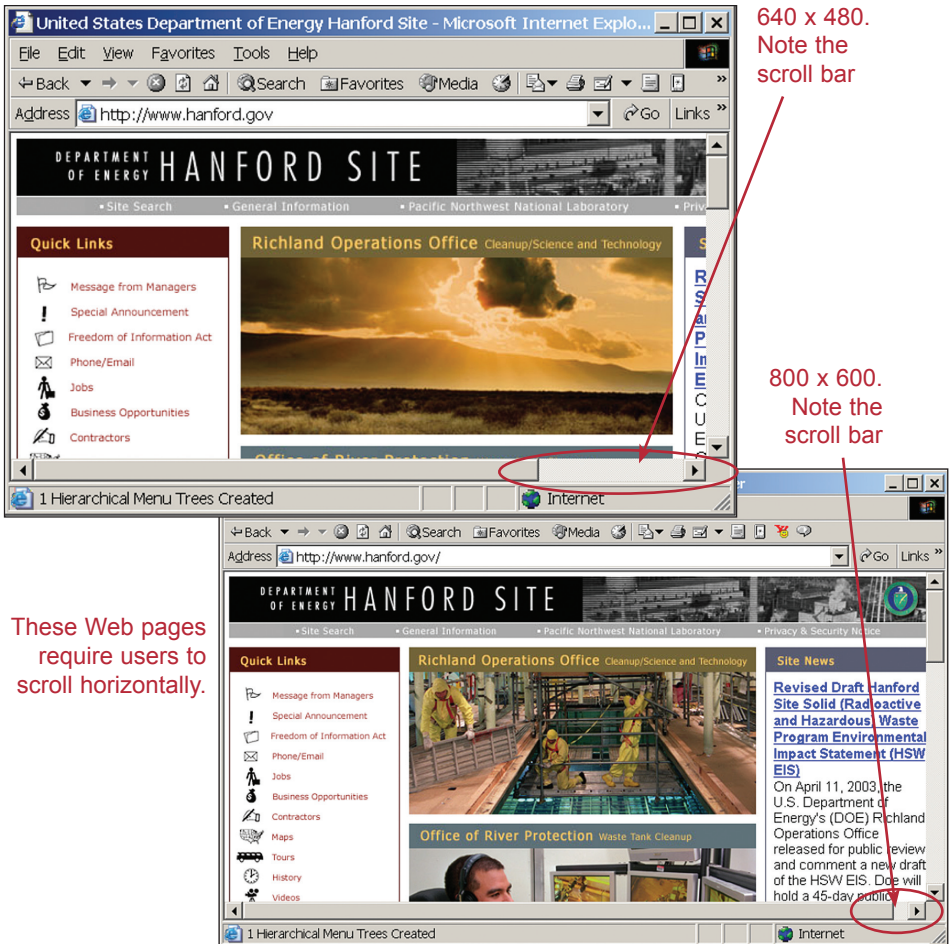 United States Department of Energy Hanford Site - Microsoft Internet Explo...
File Edit View Favorites Tools Help
Back Search Favorites Media »
Address http://www.hanford.gov Go Links »
DEPARTMENT OF ENERGY HANFORD SITE
Site Search General Information Pacific Northwest National Laboratory Priv
Quick Links
Message from Managers
Special Announcement
Freedom of Information Act
Phone/Email
Jobs
Business Opportunities
Contractors
Richland Operations Office Cleanup/Science and Technology
Office of River Protection
S
R
S
ar
P
In
E
C
U
E
1 Hierarchical Menu Trees Created
Internet
640 x 480.
Note the
scroll bar
800 x 600.
Note the
scroll bar
These Web pages
require users to
scroll horizontally.
er
Back Search Favorites Media
Address http://www.hanford.gov/ Go Links »
DEPARTMENT OF ENERGY HANFORD SITE
Site Search General Information Pacific Northwest National Laboratory Privacy & Security Notice
Quick Links
Message from Managers
Special Announcement
Freedom of Information Act
Phone/Email
Jobs
Business Opportunities
Contractors
Maps
Tours
History
Videos
Richland Operations Office Cleanup/Science and Technology
Office of River Protection Waste Tank Cleanup
Site News
Revised Draft Hanford
Site Solid (Radioactive
and Hazardous) Waste
Program Environmental
Impact Statement (HSW
EIS)
On April 11, 2003, the
U.S. Department of
Energy's (DOE) Richland
Operations Office
released for public review
and comment a new draft
of the HSW EIS. Doe will
hold a 45-day public
1 Hierarchical Menu Trees Created
Internet